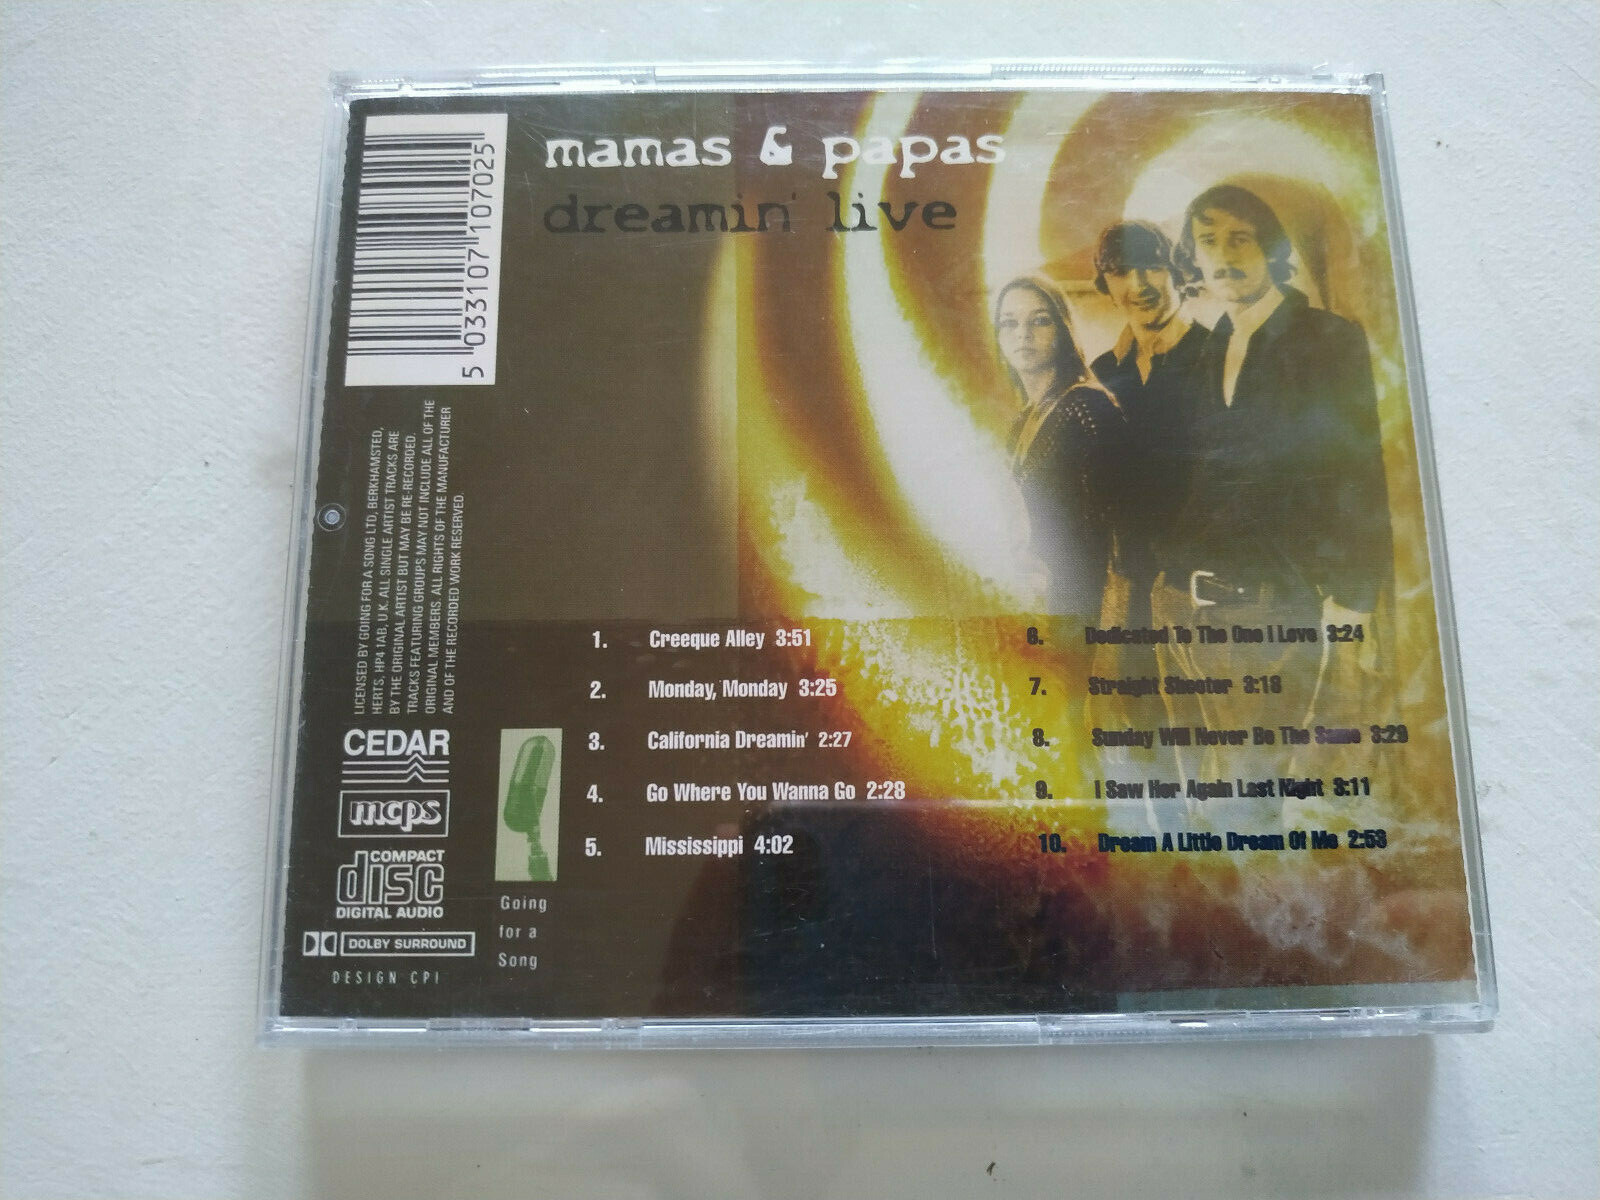 mamas & papas
dreamin' live
5 033107 107025
LICENSED BY GOING FOR A SONG LTD, BERKHAMSTED,
HERTS, HP4 1AB, U.K. ALL SINGLE ARTIST TRACKS ARE
BY THE ORIGINAL ARTIST BUT MAY BE RE-RECORDED.
TRACKS FEATURING GROUPS MAY NOT INCLUDE ALL OF THE
ORIGINAL MEMBERS. ALL RIGHTS OF THE MANUFACTURER
AND OF THE RECORDED WORK RESERVED.
1. Creeque Alley 3:51
2. Monday, Monday 3:25
3. California Dreamin' 2:27
4. Go Where You Wanna Go 2:28
5. Mississippi 4:02
6. Dedicated To The One I Love 3:24
7. Straight Shooter 3:18
8. Sunday Will Never Be The Same 3:29
9. I Saw Her Again Last Night 3:11
10. Dream A Little Dream Of Me 2:53
CEDAR
mcps
COMPACT
disc
DIGITAL AUDIO
DOLBY SURROUND
DESIGN CPI
Going
for a
Song